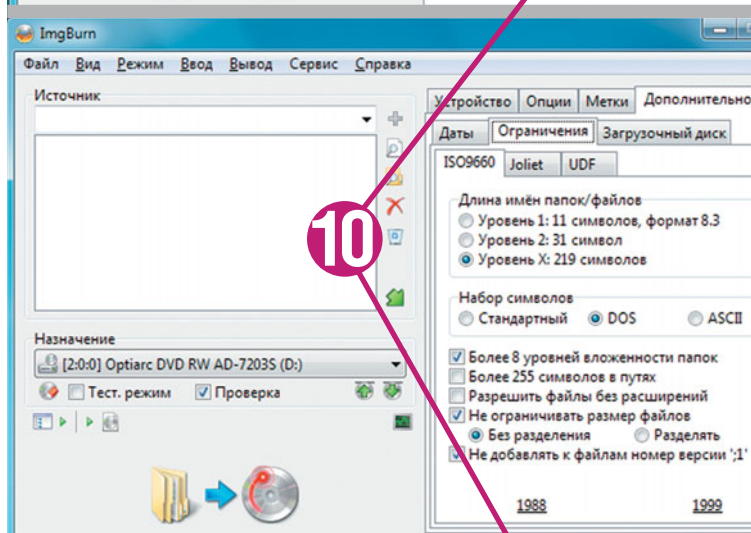 ImgBurn
Файл Вид Режим Ввод Вывод Сервис Справка
Источник
10
Назначение
[2:0:0] Optiarc DVD RW AD-7203S (D:)
Тест. режим Проверка
Устройство Опции Метки Дополнительно
Даты Ограничения Загрузочный диск
ISO9660 Joliet UDF
Длина имён папок/файлов
Уровень 1: 11 символов, формат 8.3
Уровень 2: 31 символ
Уровень X: 219 символов
Набор символов
Стандартный DOS ASCII
Более 8 уровней вложенности папок
Более 255 символов в путях
Разрешить файлы без расширений
Не ограничивать размер файлов
Без разделения Разделять
Не добавлять к файлам номер версии ';1'
1988 1999